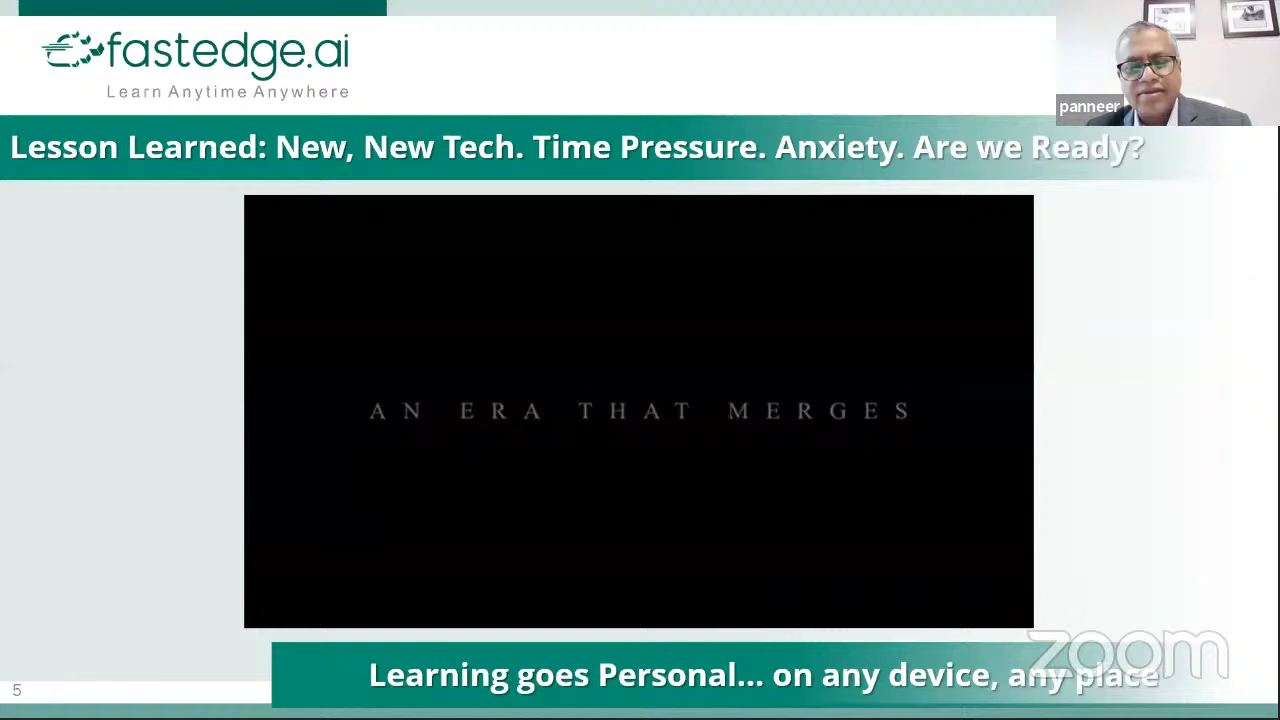 fastedge.ai
Learn Anytime Anywhere
panneer
Lesson Learned: New, New Tech. Time Pressure. Anxiety. Are we Ready?
AN ERA THAT MERGES
Learning goes Personal... on any device, any place
zoom
5